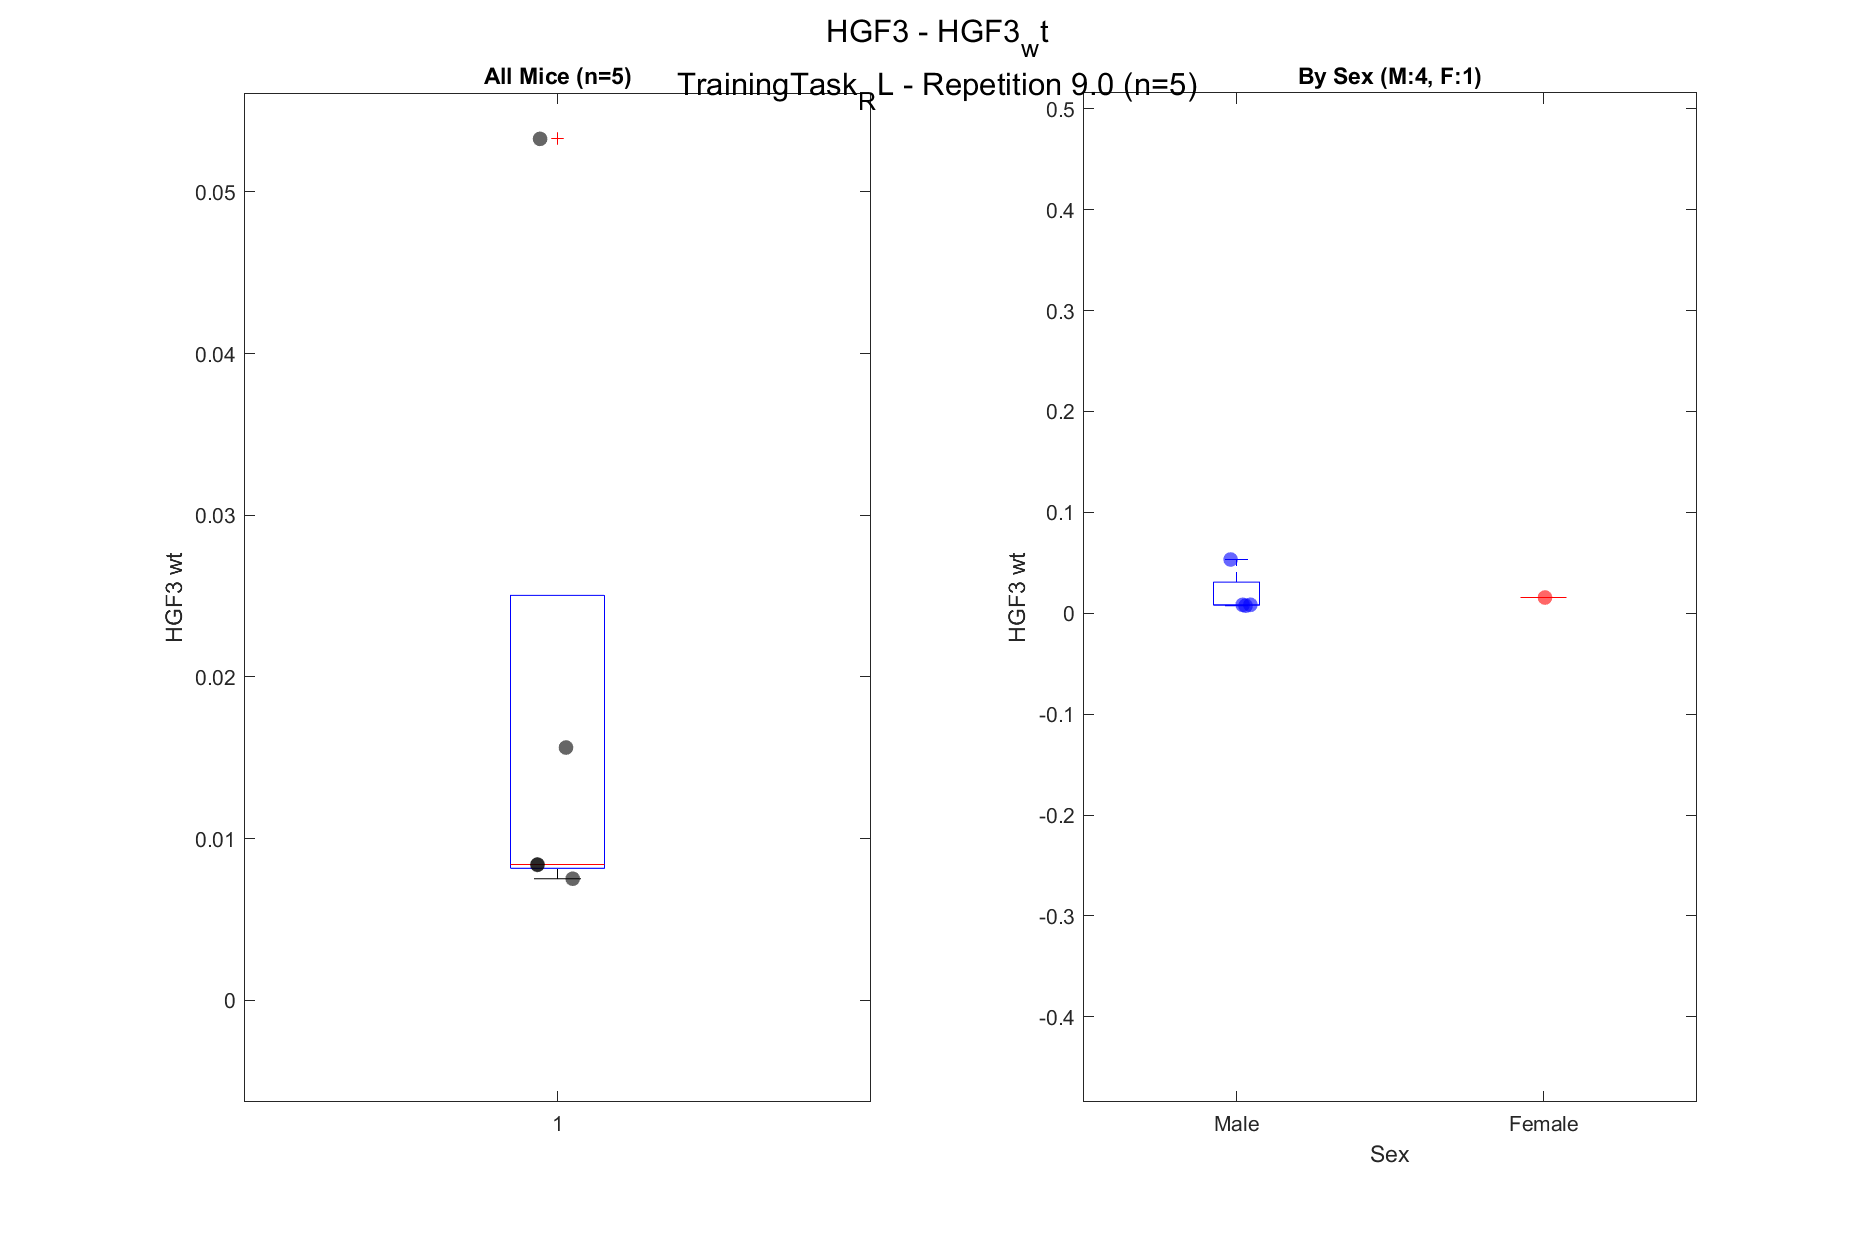 HGF3 - HGF3wt
TrainingTaskRL - Repetition 9.0 (n=5)
All Mice (n=5)
HGF3 wt
0.05
0.04
0.03
0.02
0.01
0
1
By Sex (M:4, F:1)
HGF3 wt
0.5
0.4
0.3
0.2
0.1
0
-0.1
-0.2
-0.3
-0.4
Male Female
Sex